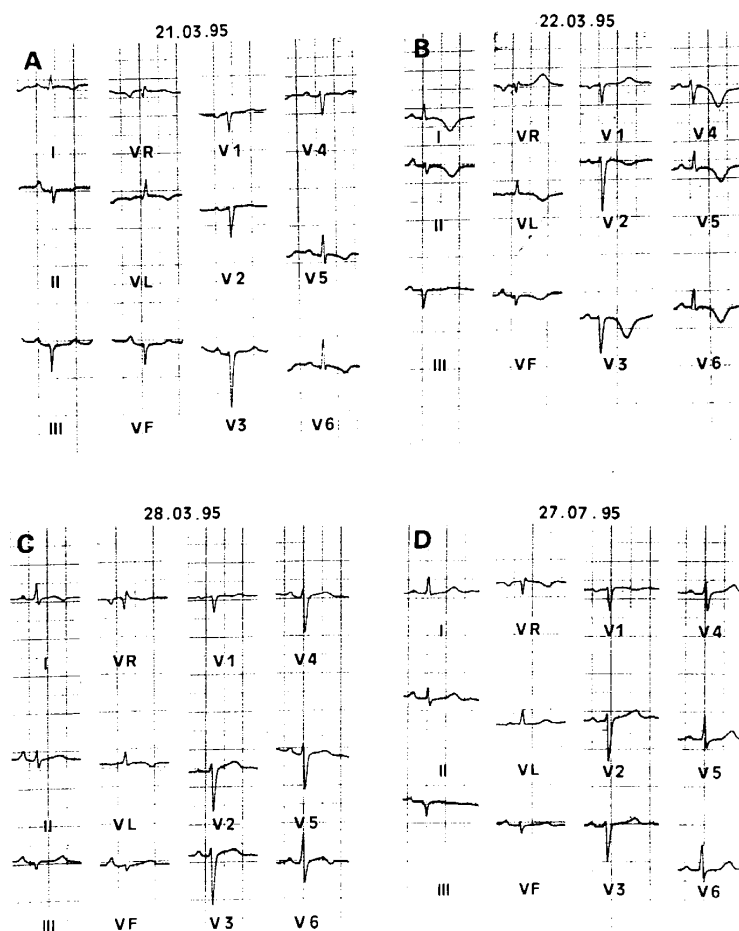 21.03.95
A
I VR V1 V4
II VL V2 V5
III VF V3 V6
22.03.95
B
I VR V1 V4
II VL V2 V5
III VF V3 V6
28.03.95
C
I VR V1 V4
II VL V2 V5
III VF V3 V6
27.07.95
D
I VR V1 V4
II VL V2 V5
III VF V3 V6